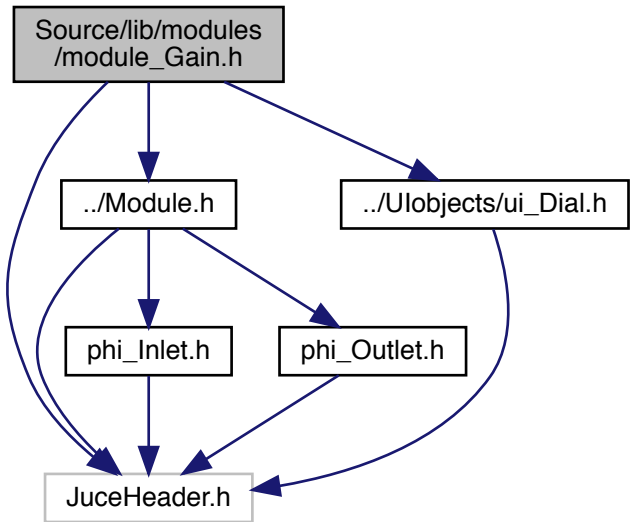 Source/lib/modules
/module_Gain.h
../Module.h
../UIobjects/ui_Dial.h
phi_Inlet.h
phi_Outlet.h
JuceHeader.h